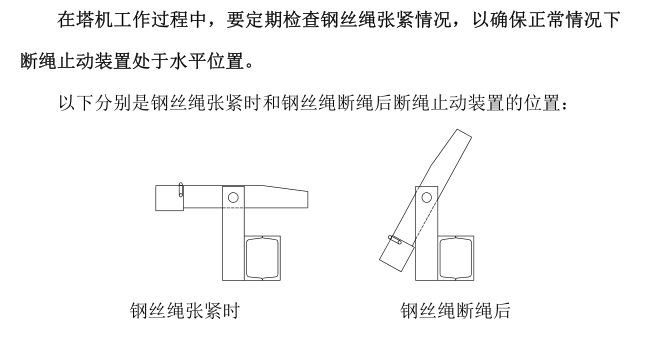 在塔机工作过程中，要定期检查钢丝绳张紧情况，以确保正常情况下
断绳止动装置处于水平位置。
以下分别是钢丝绳张紧时和钢丝绳断绳后断绳止动装置的位置：
钢丝绳张紧时
钢丝绳断绳后